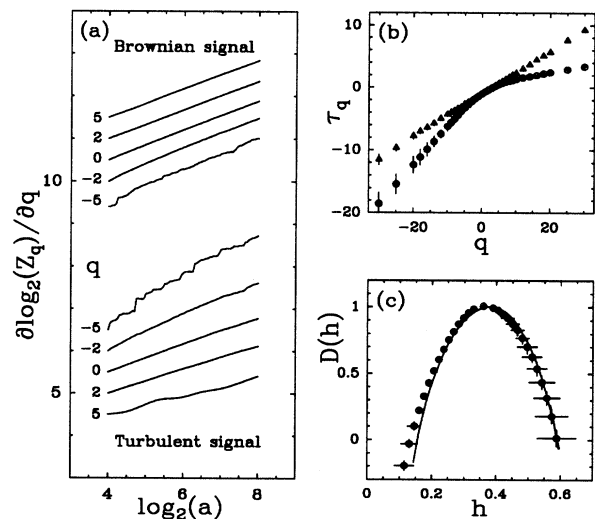 (a)
Brownian signal
5
2
0
−2
−5
q
−5
−2
0
2
5
Turbulent signal
10
5
4
6
8
log₂(a)
∂log₂(Z_q)/∂q
(b)
10
0
−10
−20
−20
0
20
q
τ_q
(c)
1
0.5
0
0
0.2
0.4
0.6
h
D(h)